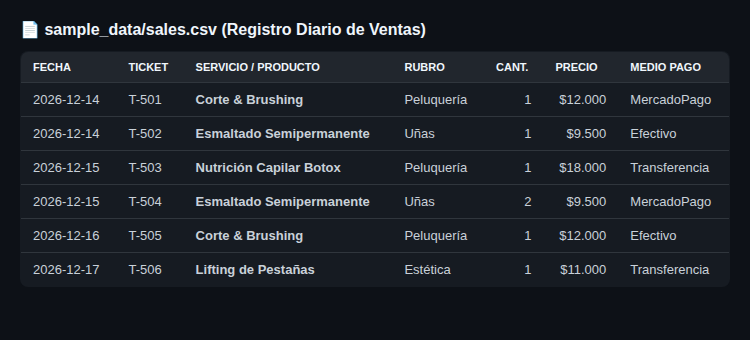 sample_data/sales.csv (Registro Diario de Ventas)
FECHA TICKET SERVICIO / PRODUCTO RUBRO CANT. PRECIO MEDIO PAGO
2026-12-14 T-501 Corte & Brushing Peluquería 1 $12.000 MercadoPago
2026-12-14 T-502 Esmaltado Semipermanente Uñas 1 $9.500 Efectivo
2026-12-15 T-503 Nutrición Capilar Botox Peluquería 1 $18.000 Transferencia
2026-12-15 T-504 Esmaltado Semipermanente Uñas 2 $9.500 MercadoPago
2026-12-16 T-505 Corte & Brushing Peluquería 1 $12.000 Efectivo
2026-12-17 T-506 Lifting de Pestañas Estética 1 $11.000 Transferencia